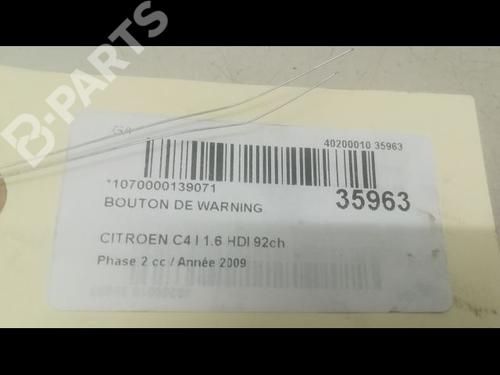 B-PARTS
40200010 35963
*1070000139071
35963
BOUTON DE WARNING
CITROEN C4 I 1.6 HDI 92ch
Phase 2 cc / Année 2009